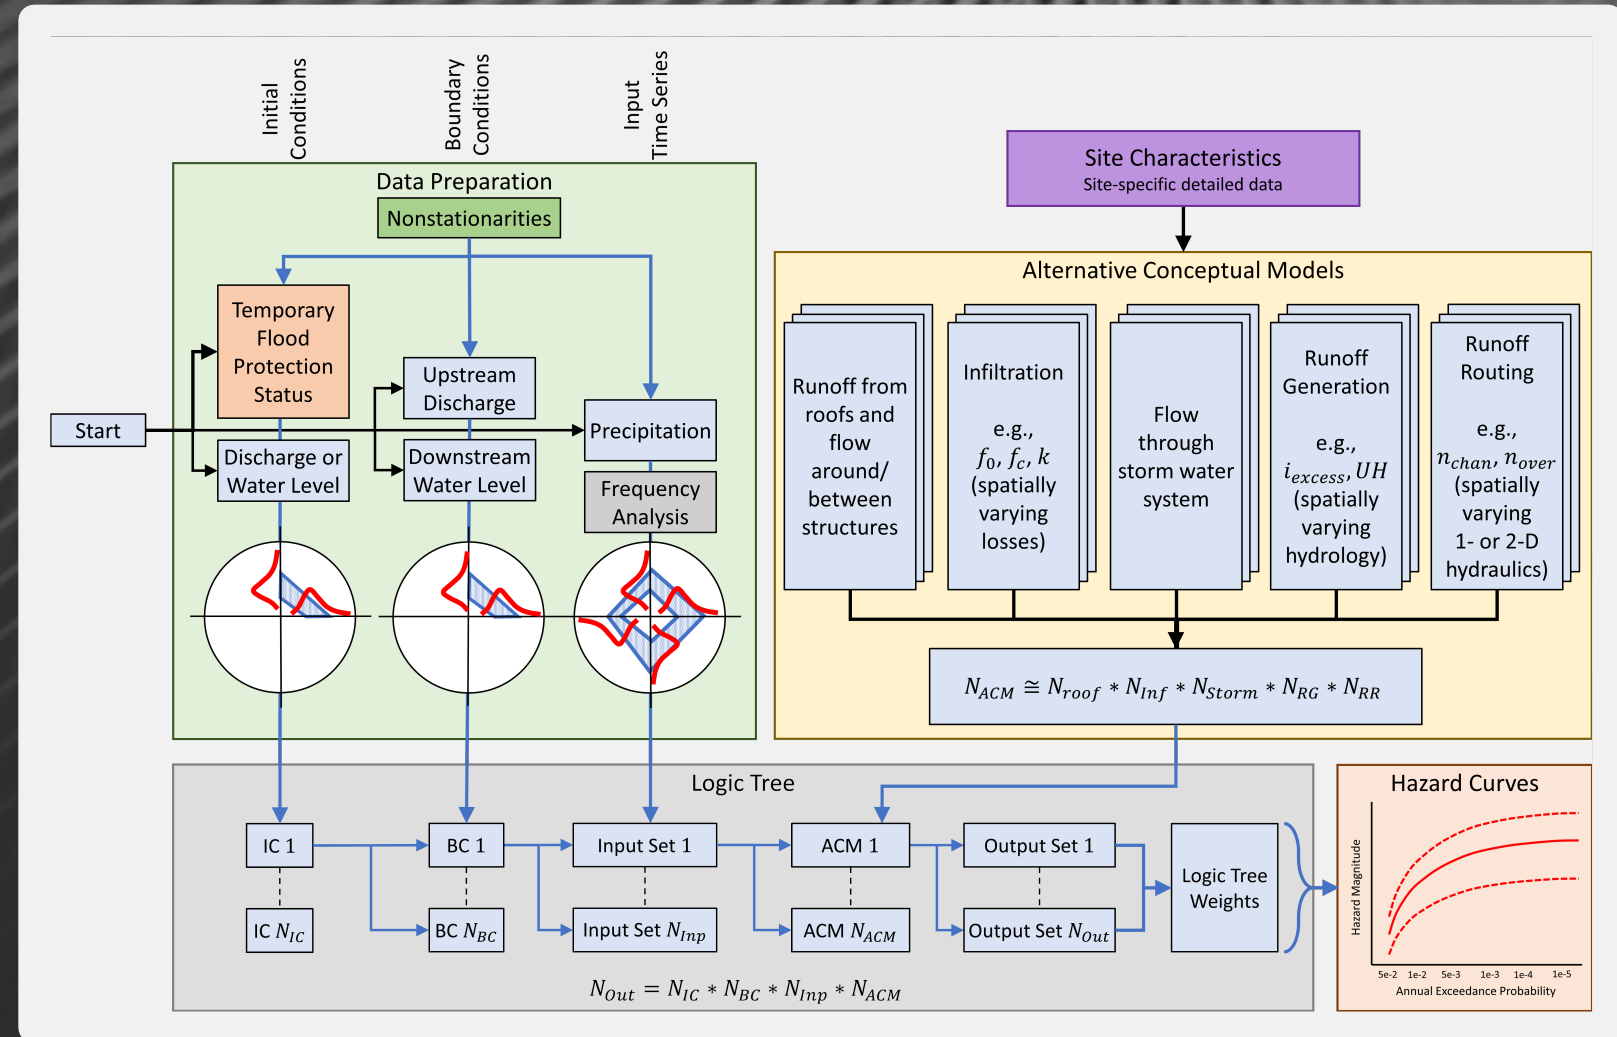 Initial
Conditions
Boundary
Conditions
Input
Time Series
Data Preparation
Nonstationarities
Temporary
Flood
Protection
Status
Upstream
Discharge
Start
Precipitation
Discharge or
Water Level
Downstream
Water Level
Frequency
Analysis
Site Characteristics
Site-specific detailed data
Alternative Conceptual Models
Runoff from
roofs and
flow
around/
between
structures
Infiltration
e.g.,
f₀, f_c, k
(spatially
varying
losses)
Flow
through
storm water
system
Runoff
Generation
e.g.,
i_excess, UH
(spatially
varying
hydrology)
Runoff
Routing
e.g.,
n_chan, n_over
(spatially
varying
1- or 2-D
hydraulics)
N_ACM ≅ N_roof * N_Inf * N_Storm * N_RG * N_RR
Logic Tree
IC 1
BC 1
Input Set 1
ACM 1
Output Set 1
Logic Tree
Weights
IC N_IC
BC N_BC
Input Set N_Inp
ACM N_ACM
Output Set N_Out
N_Out = N_IC * N_BC * N_Inp * N_ACM
Hazard Curves
Hazard Magnitude
5e-2 1e-2 5e-3 1e-3 1e-4 1e-5
Annual Exceedance Probability